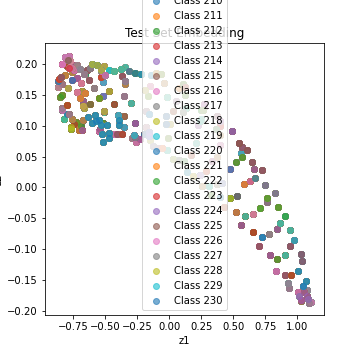 Class 210
Class 211
Class 212
Test Set Embedding
Class 213
Class 214
Class 215
Class 216
Class 217
Class 218
Class 219
Class 220
Class 221
Class 222
Class 223
Class 224
Class 225
Class 226
Class 227
Class 228
Class 229
Class 230
0.20
0.15
0.10
0.05
0.00
−0.05
−0.10
−0.15
−0.20
−0.75 −0.50 −0.25 0.00 0.25 0.50 0.75 1.00
z1